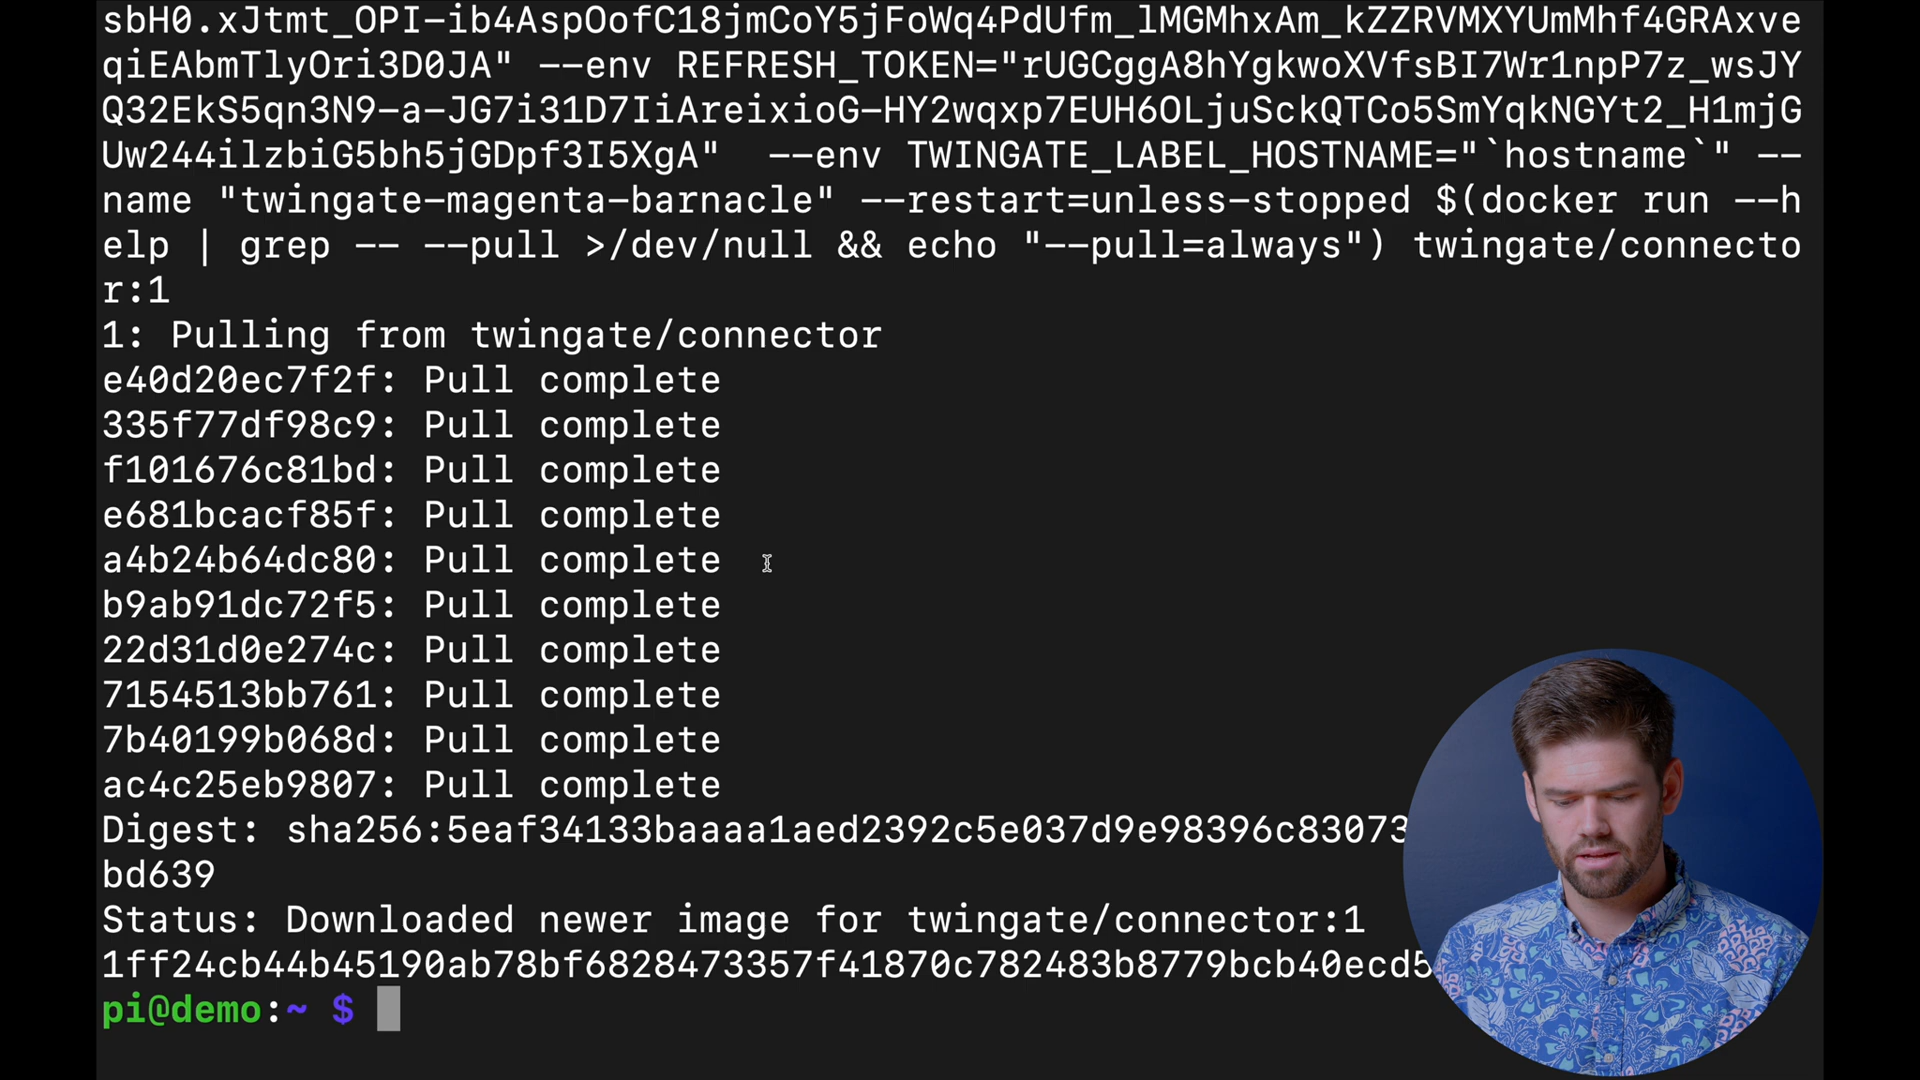 sbH0.xJtmt_OPI-ib4AspOofC18jmCoY5jFoWq4PdUfm_lMGMhxAm_kZZRVMXYUmMhf4GRAxve
qiEAbmTlyOri3D0JA" --env REFRESH_TOKEN="rUGCggA8hYgkwoXVfsBI7Wr1npP7z_wsJY
Q32EkS5qn3N9-a-JG7i31D7IiAreixioG-HY2wqxp7EUH6OLjuSckQTCo5SmYqkNGYt2_H1mjG
Uw244ilzbiG5bh5jGDpf3I5XgA"  --env TWINGATE_LABEL_HOSTNAME="`hostname`" --
name "twingate-magenta-barnacle" --restart=unless-stopped $(docker run --h
elp | grep -- --pull >/dev/null && echo "--pull=always") twingate/connecto
r:1
1: Pulling from twingate/connector
e40d20ec7f2f: Pull complete
335f77df98c9: Pull complete
f101676c81bd: Pull complete
e681bcacf85f: Pull complete
a4b24b64dc80: Pull complete
b9ab91dc72f5: Pull complete
22d31d0e274c: Pull complete
7154513bb761: Pull complete
7b40199b068d: Pull complete
ac4c25eb9807: Pull complete
Digest: sha256:5eaf34133baaaa1aed2392c5e037d9e98396c83073
bd639
Status: Downloaded newer image for twingate/connector:1
1ff24cb44b45190ab78bf6828473357f41870c782483b8779bcb40ecd5
pi@demo:~ $